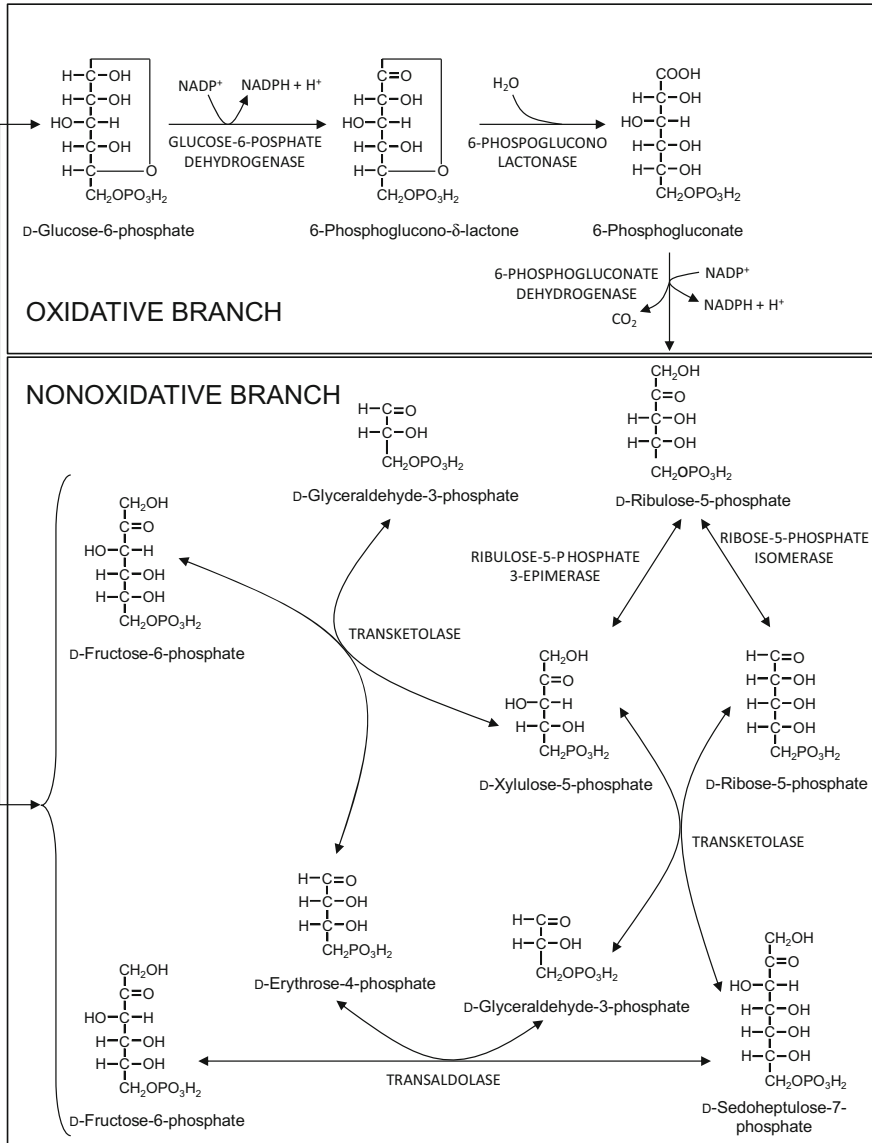 H C OH
H C OH
HO C H
H C OH
H C O
CH₂OPO₃H₂
D-Glucose-6-phosphate
NADP⁺ NADPH + H⁺
GLUCOSE-6-POSPHATE
DEHYDROGENASE
C=O
H C OH
HO C H
H C OH
H C O
CH₂OPO₃H₂
6-Phosphoglucono-δ-lactone
H₂O
6-PHOSPOGLUCONO
LACTONASE
COOH
H C OH
HO C H
H C OH
H C OH
CH₂OPO₃H₂
6-Phosphogluconate
6-PHOSPHOGLUCONATE
DEHYDROGENASE
NADP⁺
NADPH + H⁺
CO₂
OXIDATIVE BRANCH
NONOXIDATIVE BRANCH
H C=O
H C OH
CH₂OPO₃H₂
D-Glyceraldehyde-3-phosphate
CH₂OH
C=O
H C OH
H C OH
CH₂OPO₃H₂
D-Ribulose-5-phosphate
CH₂OH
C=O
HO C H
H C OH
H C OH
CH₂OPO₃H₂
D-Fructose-6-phosphate
RIBULOSE-5-PHOSPHATE
3-EPIMERASE
RIBOSE-5-PHOSPHATE
ISOMERASE
TRANSKETOLASE
CH₂OH
C=O
HO C H
H C OH
CH₂PO₃H₂
D-Xylulose-5-phosphate
H C=O
H C OH
H C OH
H C OH
CH₂PO₃H₂
D-Ribose-5-phosphate
TRANSKETOLASE
H C=O
H C OH
H C OH
CH₂PO₃H₂
D-Erythrose-4-phosphate
H C=O
H C OH
CH₂OPO₃H₂
D-Glyceraldehyde-3-phosphate
CH₂OH
C=O
HO C H
H C OH
H C OH
H C OH
CH₂OPO₃H₂
D-Sedoheptulose-7-
phosphate
CH₂OH
C=O
HO C H
H C OH
H C OH
CH₂OPO₃H₂
D-Fructose-6-phosphate
TRANSALDOLASE